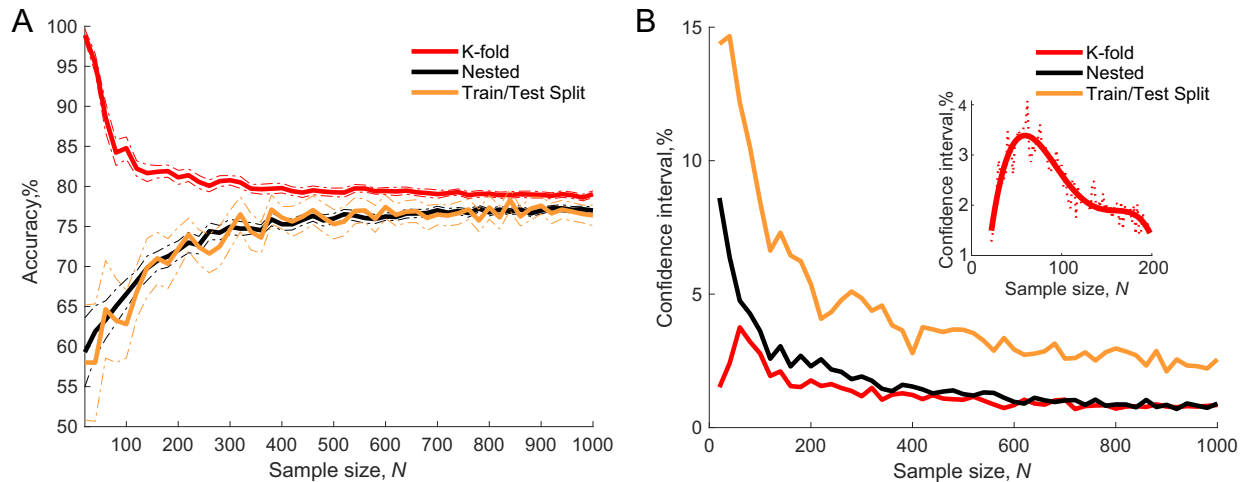 A
Accuracy,%
100
95
90
85
80
75
70
65
60
55
50
100 200 300 400 500 600 700 800 900 1000
Sample size, N
K-fold
Nested
Train/Test Split
B
Confidence interval,%
15
10
5
0
0 200 400 600 800 1000
Sample size, N
K-fold
Nested
Train/Test Split
Confidence interval,%
4
3
2
1%
0 100 200
Sample size, N